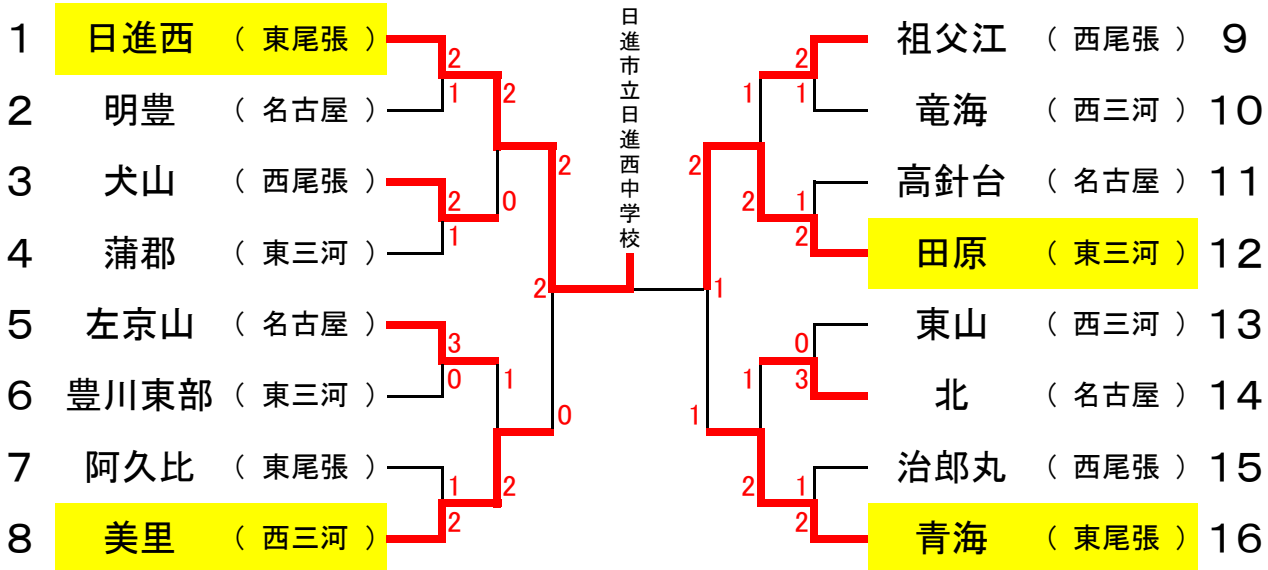 1 日進西 （ 東尾張 ）
2 明豊 （ 名古屋 ）
3 犬山 （ 西尾張 ）
4 蒲郡 （ 東三河 ）
5 左京山 （ 名古屋 ）
6 豊川東部 （ 東三河 ）
7 阿久比 （ 東尾張 ）
8 美里 （ 西三河 ）
2
1
2
1
3
0
1
2
2
0
1
2
2
0
2
日進市立日進西中学校
1
2
1
2
1
1
2
2
1
1
2
0
3
1
2
祖父江 （ 西尾張 ） 9
竜海 （ 西三河 ） 10
高針台 （ 名古屋 ） 11
田原 （ 東三河 ） 12
東山 （ 西三河 ） 13
北 （ 名古屋 ） 14
治郎丸 （ 西尾張 ） 15
青海 （ 東尾張 ） 16